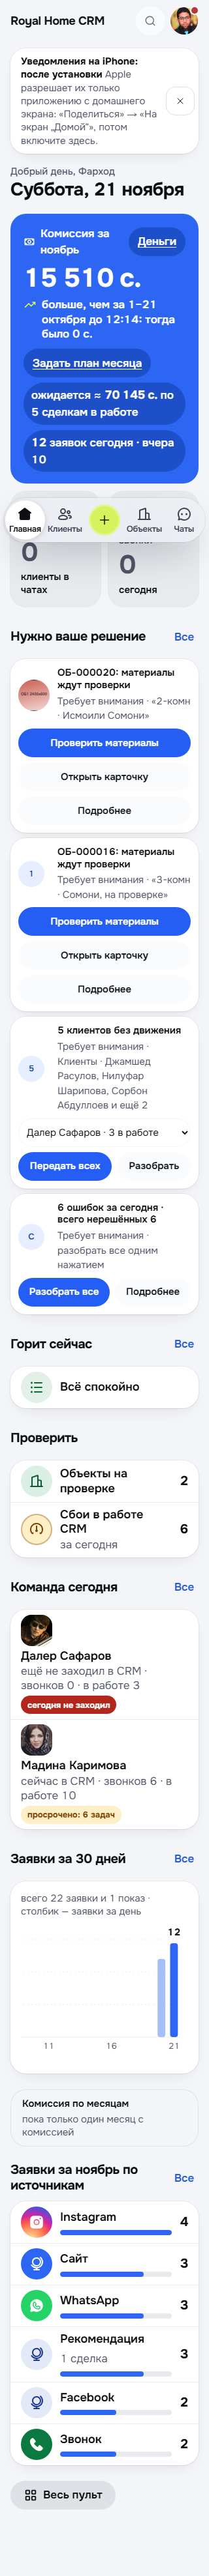 Royal Home CRM
Уведомления на iPhone:
после установки Apple
разрешает их только
приложению с домашнего
экрана: «Поделиться» → «На
экран „Домой“», потом
включите здесь.
Добрый день, Фарход
Суббота, 21 ноября
Комиссия за
ноябрь
Деньги
15 510 с.
больше, чем за 1–21
октября до 12:14: тогда
было 0 с.
Задать план месяца
ожидается ≈ 70 145 с. по
5 сделкам в работе
12 заявок сегодня · вчера
10
Главная
Клиенты
Объекты
Чаты
0
клиенты в
чатах
0
сегодня
Нужно ваше решение
Все
ОБ-000020: материалы
ждут проверки
Требует внимания · «2-комн
· Исмоили Сомони»
Проверить материалы
Открыть карточку
Подробнее
1
ОБ-000016: материалы
ждут проверки
Требует внимания · «3-комн
· Сомони, на проверке»
Проверить материалы
Открыть карточку
Подробнее
5
5 клиентов без движения
Требует внимания ·
Клиенты · Джамшед
Расулов, Нилуфар
Шарипова, Сорбон
Абдуллоев и ещё 2
Далер Сафаров · 3 в работе
Передать всех
Разобрать
С
6 ошибок за сегодня ·
всего нерешённых 6
Требует внимания ·
разобрать все одним
нажатием
Разобрать все
Подробнее
Горит сейчас
Все
Всё спокойно
Проверить
Объекты на
проверке
2
Сбои в работе
CRM
за сегодня
6
Команда сегодня
Все
Далер Сафаров
ещё не заходил в CRM ·
звонков 0 · в работе 3
сегодня не заходил
Мадина Каримова
сейчас в CRM · звонков 6 · в
работе 10
просрочено: 6 задач
Заявки за 30 дней
Все
всего 22 заявки и 1 показ ·
столбик — заявки за день
12
11
16
21
Комиссия по месяцам
пока только один месяц с
комиссией
Заявки за ноябрь по
источникам
Все
Instagram
4
Сайт
3
WhatsApp
3
Рекомендация
1 сделка
3
Facebook
2
Звонок
2
Весь пульт